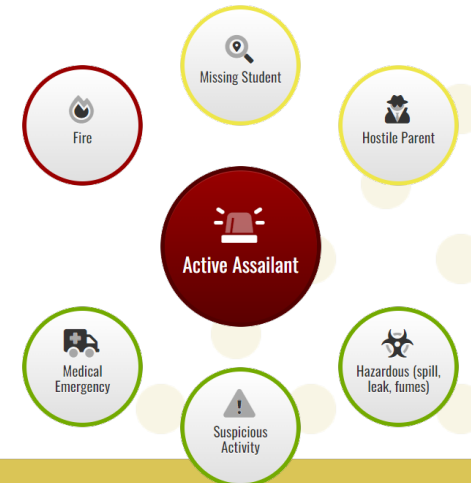 Missing Student
Fire
Hostile Parent
Active Assailant
Medical
Emergency
Hazardous (spill,
leak, fumes)
Suspicious
Activity